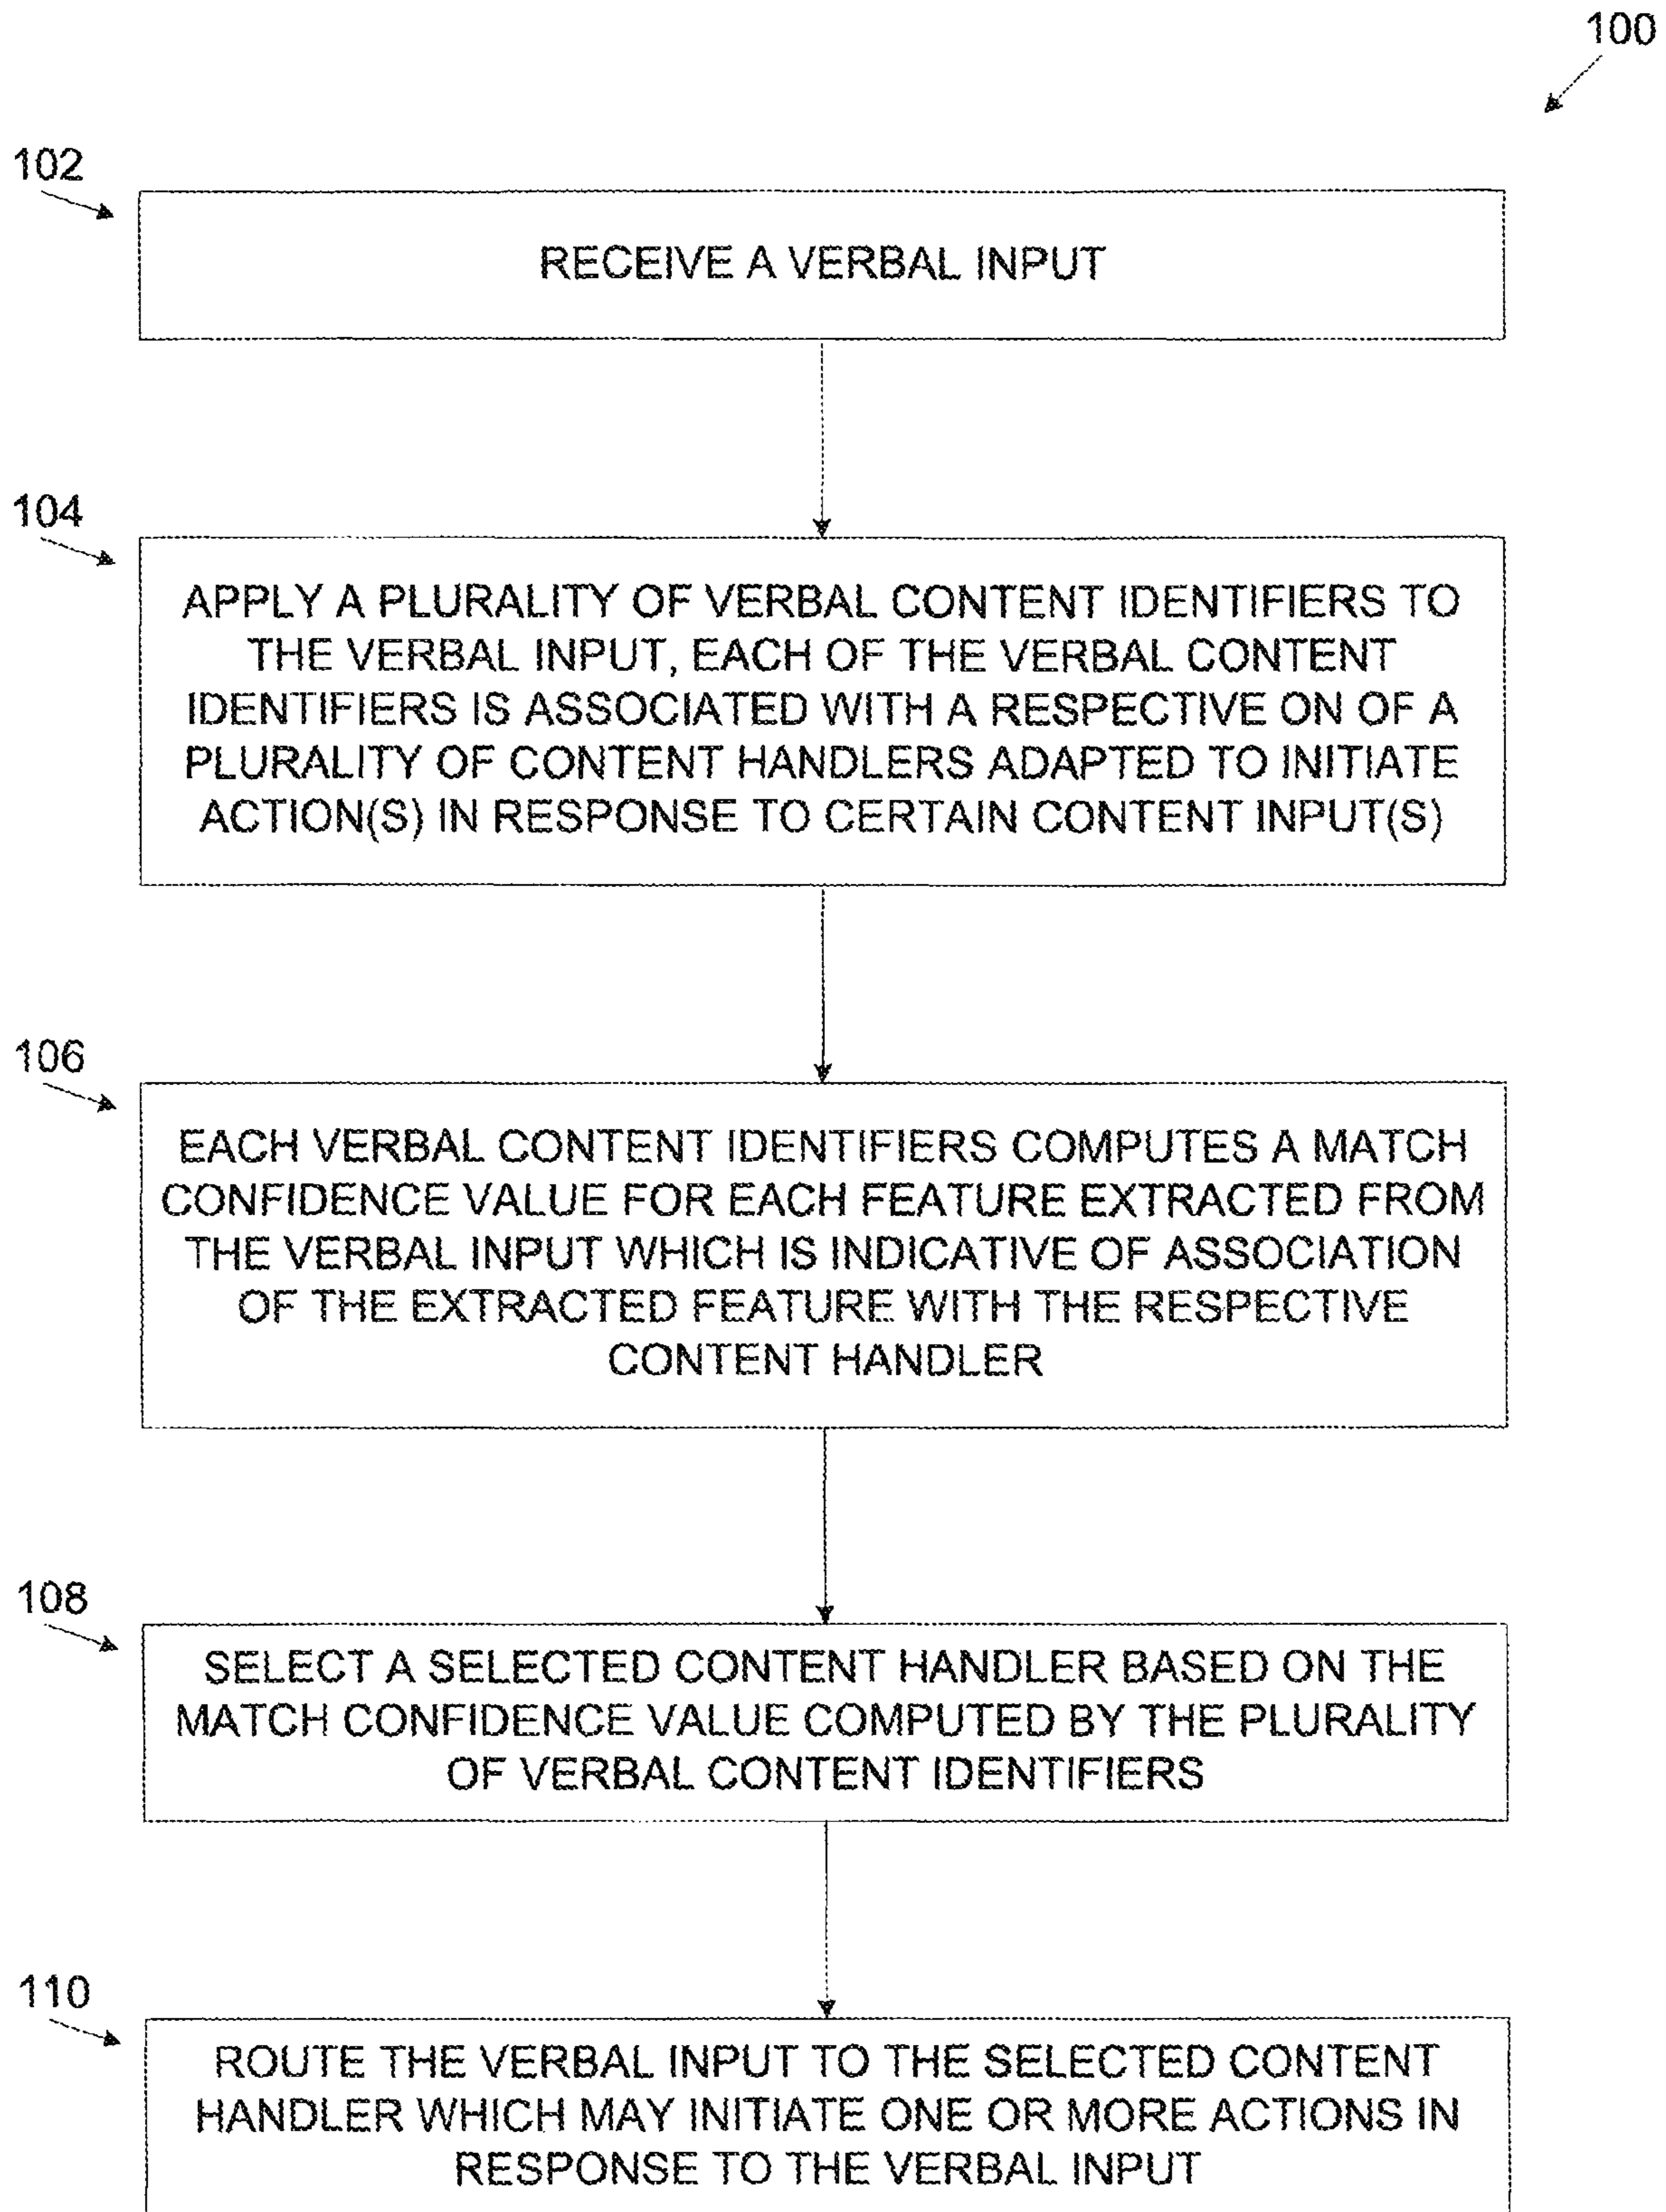 100
102
RECEIVE A VERBAL INPUT
104
APPLY A PLURALITY OF VERBAL CONTENT IDENTIFIERS TO
THE VERBAL INPUT, EACH OF THE VERBAL CONTENT
IDENTIFIERS IS ASSOCIATED WITH A RESPECTIVE ON OF A
PLURALITY OF CONTENT HANDLERS ADAPTED TO INITIATE
ACTION(S) IN RESPONSE TO CERTAIN CONTENT INPUT(S)
106
EACH VERBAL CONTENT IDENTIFIERS COMPUTES A MATCH
CONFIDENCE VALUE FOR EACH FEATURE EXTRACTED FROM
THE VERBAL INPUT WHICH IS INDICATIVE OF ASSOCIATION
OF THE EXTRACTED FEATURE WITH THE RESPECTIVE
CONTENT HANDLER
108
SELECT A SELECTED CONTENT HANDLER BASED ON THE
MATCH CONFIDENCE VALUE COMPUTED BY THE PLURALITY
OF VERBAL CONTENT IDENTIFIERS
110
ROUTE THE VERBAL INPUT TO THE SELECTED CONTENT
HANDLER WHICH MAY INITIATE ONE OR MORE ACTIONS IN
RESPONSE TO THE VERBAL INPUT